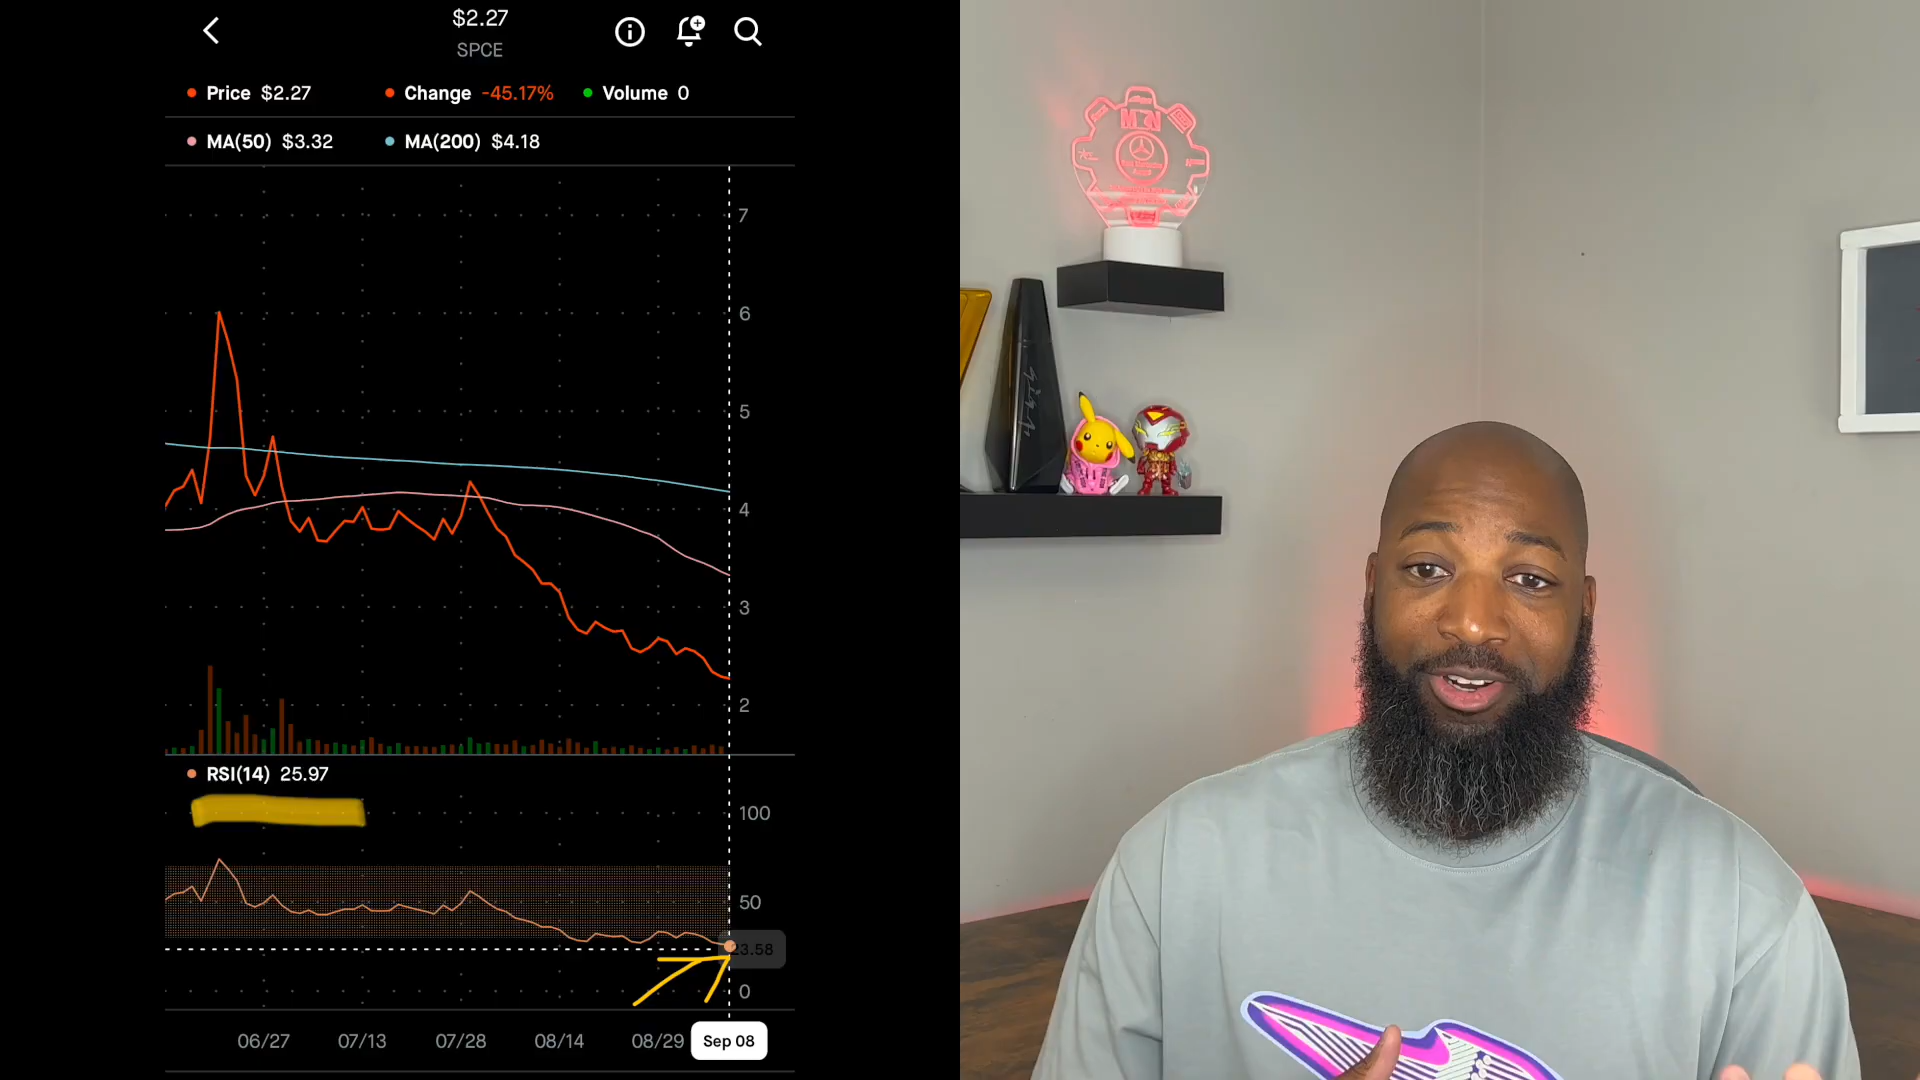 $2.27
SPCE
Price $2.27 Change -45.17% Volume 0
MA(50) $3.32 MA(200) $4.18
7
6
5
4
3
2
RSI(14) 25.97
100
50
23.58
0
06/27 07/13 07/28 08/14 08/29 Sep 08